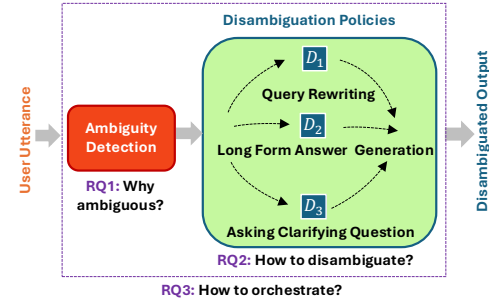 Disambiguation Policies
User Utterance
Ambiguity
Detection
RQ1: Why
ambiguous?
D1
Query Rewriting
D2
Long Form Answer
Generation
D3
Asking Clarifying Question
RQ2: How to disambiguate?
Disambiguated Output
RQ3: How to orchestrate?